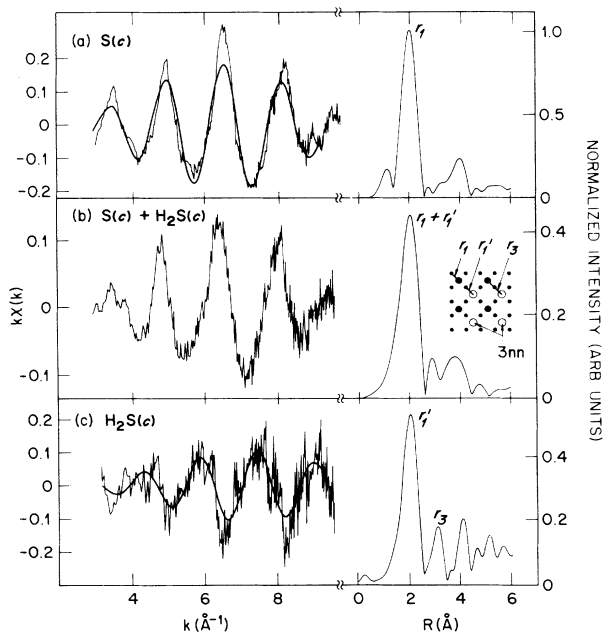 (a) S(c)
r₁
0.2
0.1
0
-0.1
-0.2
1.0
0.5
0
(b) S(c) + H₂S(c)
r₁ + r₁'
r₁ r₁' r₃
3nn
0.1
0
-0.1
0.4
0.2
0
(c) H₂S(c)
r₁'
r₃
0.2
0.1
0
-0.1
-0.2
0.4
0.2
0
4 6 8
0 2 4 6
k (Å⁻¹)
R(Å)
kχ(k)
NORMALIZED INTENSITY (ARB UNITS)